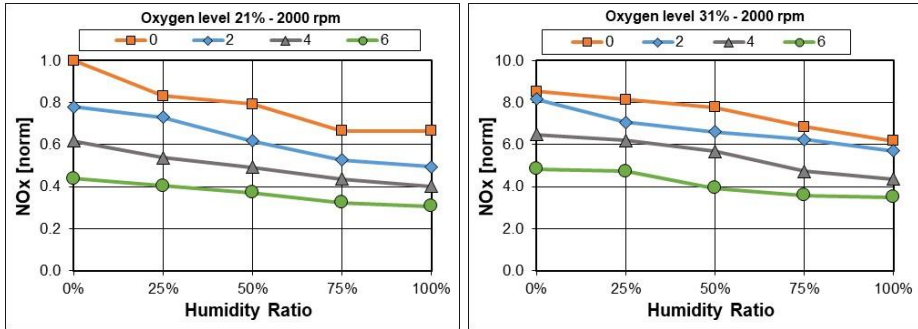 Oxygen level 21% - 2000 rpm
0 2 4 6
1.0
0.8
0.6
0.4
0.2
0.0
NOx [norm]
0% 25% 50% 75% 100%
Humidity Ratio
Oxygen level 31% - 2000 rpm
0 2 4 6
10.0
8.0
6.0
4.0
2.0
0.0
NOx [norm]
0% 25% 50% 75% 100%
Humidity Ratio